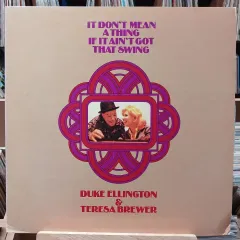 IT DON'T MEAN
A THING
IF IT AIN'T GOT
THAT SWING
DUKE ELLINGTON
&
TERESA BREWER